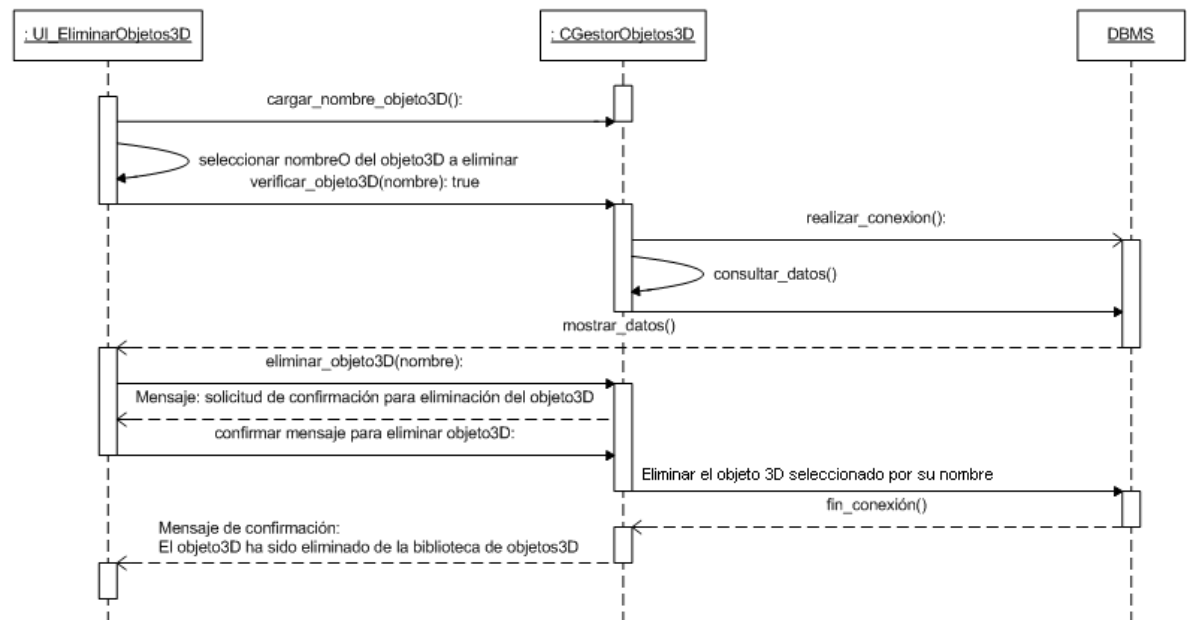 : UI_EliminarObjetos3D
: CGestorObjetos3D
DBMS
cargar_nombre_objeto3D():
seleccionar nombreO del objeto3D a eliminar
verificar_objeto3D(nombre): true
realizar_conexion():
consultar_datos()
mostrar_datos()
eliminar_objeto3D(nombre):
Mensaje: solicitud de confirmación para eliminación del objeto3D
confirmar mensaje para eliminar objeto3D:
Eliminar el objeto 3D seleccionado por su nombre
fin_conexión()
Mensaje de confirmación:
El objeto3D ha sido eliminado de la biblioteca de objetos3D